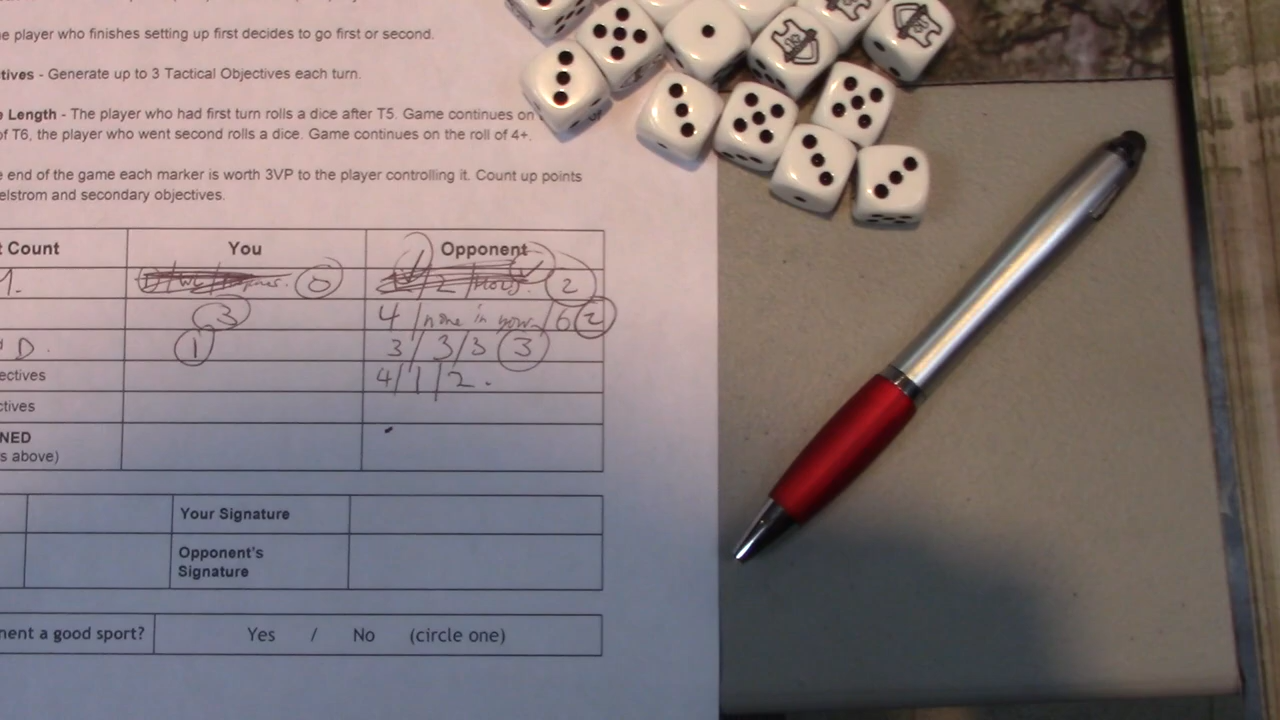 e player who finishes setting up first decides to go first or second.
tives - Generate up to 3 Tactical Objectives each turn.
e Length - The player who had first turn rolls a dice after T5. Game continues on
of T6, the player who went second rolls a dice. Game continues on the roll of 4+.
e end of the game each marker is worth 3VP to the player controlling it. Count up points
elstrom and secondary objectives.
t Count You Opponent
0 2 2
3 4 / none in your / 6 2
D. 1 3 / 3 / 3 3
ectives 4 / 1 / 2.
ctives
NED
s above)
Your Signature
Opponent's
Signature
nent a good sport? Yes / No (circle one)